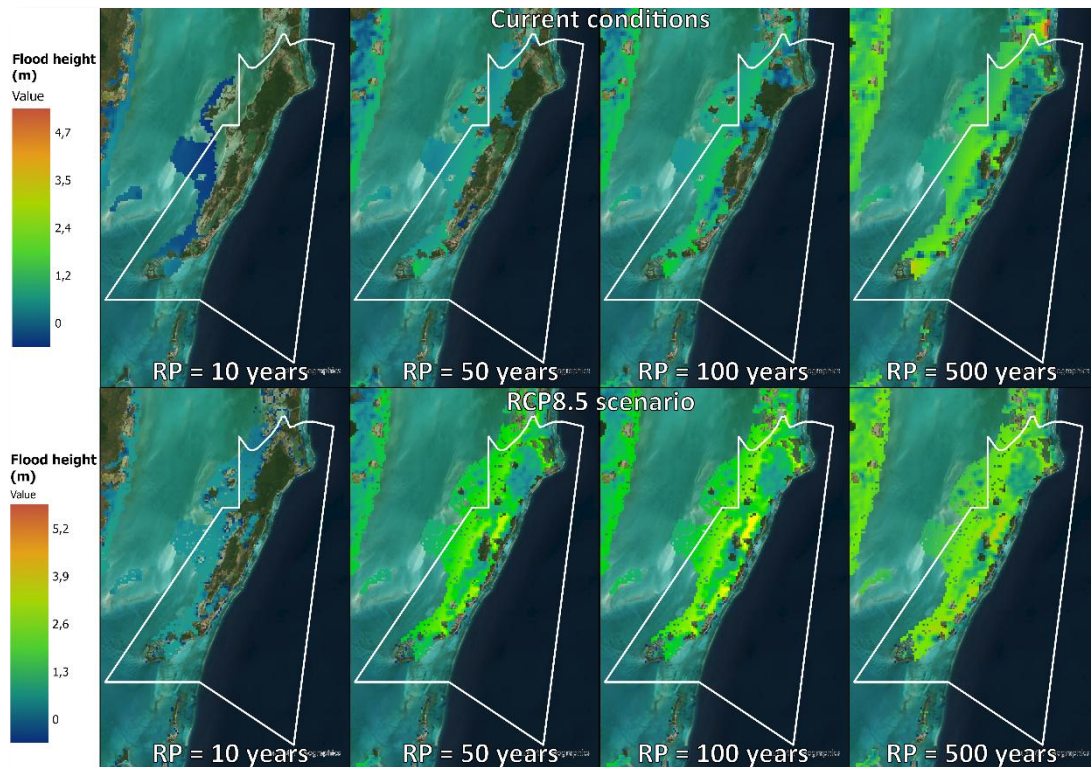 Current conditions
Flood height
(m)
Value
4,7
3,5
2,4
1,2
0
RP = 10 years
RP = 50 years
RP = 100 years
RP = 500 years
RCP8.5 scenario
Flood height
(m)
Value
5,2
3,9
2,6
1,3
0
RP = 10 years
RP = 50 years
RP = 100 years
RP = 500 years